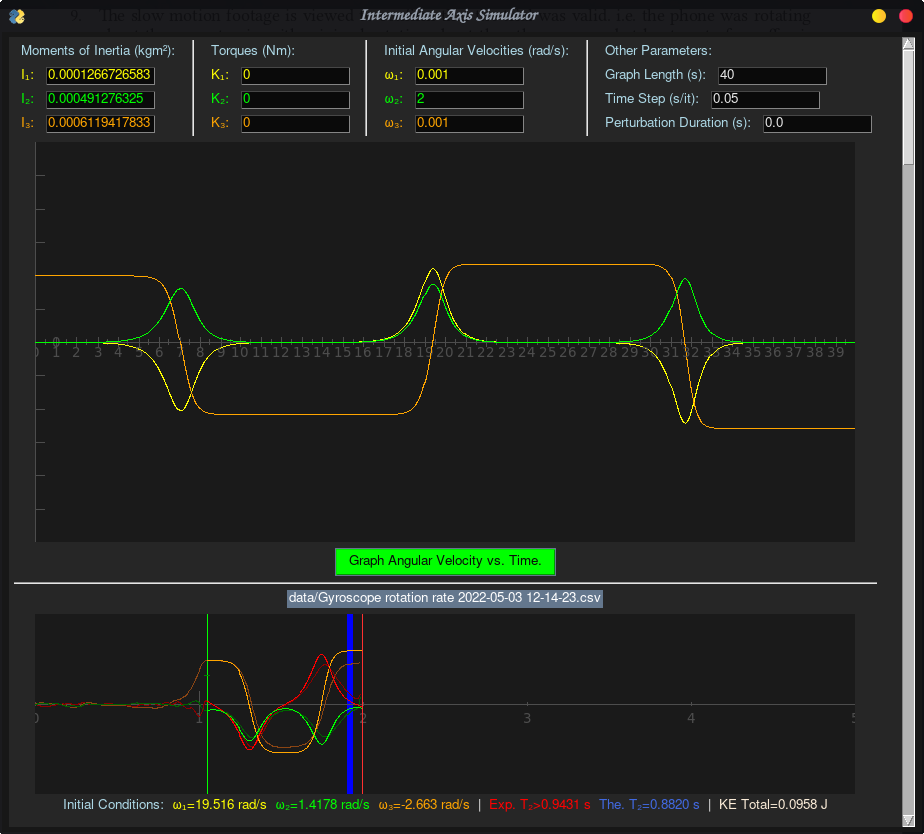 9. The slow motion footage is viewed was valid. i.e. the phone was rotating
Intermediate Axis Simulator
Moments of Inertia (kgm²): Torques (Nm): Initial Angular Velocities (rad/s): Other Parameters:
I₁: 0.0001266726583 K₁: 0 ω₁: 0.001 Graph Length (s): 40
I₂: 0.000491276325 K₂: 0 ω₂: 2 Time Step (s/it): 0.05
I₃: 0.0006119417833 K₃: 0 ω₃: 0.001 Perturbation Duration (s): 0.0
0 1 2 3 4 5 6 7 8 9 10 11 12 13 14 15 16 17 18 19 20 21 22 23 24 25 26 27 28 29 30 31 32 33 34 35 36 37 38 39
Graph Angular Velocity vs. Time.
data/Gyroscope rotation rate 2022-05-03 12-14-23.csv
0 1 2 3 4 5
Initial Conditions: ω₁=19.516 rad/s ω₂=1.4178 rad/s ω₃=-2.663 rad/s | Exp. T₂>0.9431 s The. T₂=0.8820 s | KE Total=0.0958 J